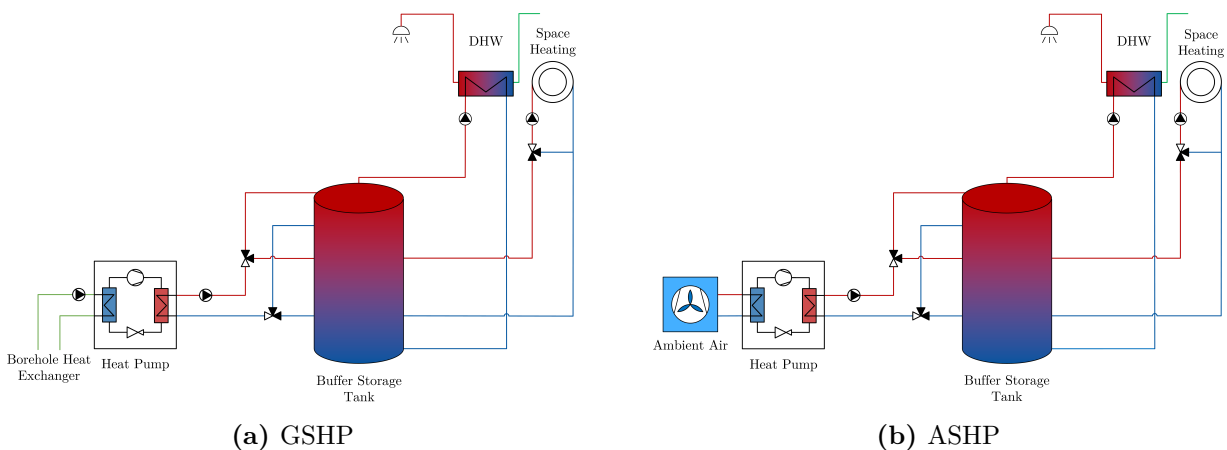 DHW
Space
Heating
Borehole Heat
Exchanger
Heat Pump
Buffer Storage
Tank
(a) GSHP
DHW
Space
Heating
Ambient Air
Heat Pump
Buffer Storage
Tank
(b) ASHP